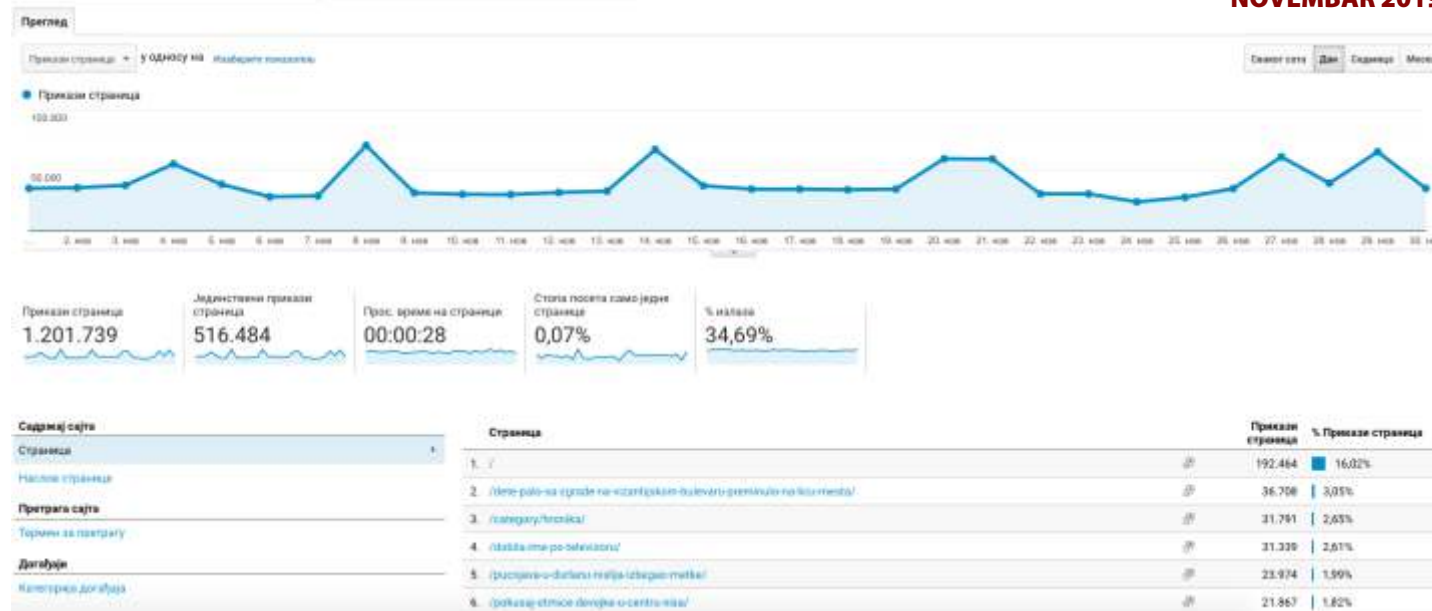 NOVEMBAR 201
Преглед
Прикази страница у односу на Изаберите показатељ
Сваког сата Дан Седмица Месе
Прикази страница
100.000
50.000
2. нов 3. нов 4. нов 5. нов 6. нов 7. нов 8. нов 9. нов 10. нов 11. нов 12. нов 13. нов 14. нов 15. нов 16. нов 17. нов 18. нов 19. нов 20. нов 21. нов 22. нов 23. нов 24. нов 25. нов 26. нов 27. нов 28. нов 29. нов 30. н
Прикази страница
1.201.739
Јединствени прикази
страница
516.484
Прос. време на страници
00:00:28
Стопа посета само једне
странице
0,07%
% излаза
34,69%
Садржај сајта
Страница
Наслов странице
Претрага сајта
Термин за претрагу
Догађаји
Категорија догађаја
Страница
Прикази
страница
% Прикази страница
1. / 192.464 16,02%
2. /dete-palo-sa-zgrade-na-vizantijskom-bulevaru-preminulo-na-licu-mesta/ 36.708 3,05%
3. /category/hronika/ 31.791 2,65%
4. /dobila-ime-po-televizoru/ 31.339 2,61%
5. 23.974 1,99%
6. /pokusaj-otmice-devojke-u-centru-nisa/ 21.867 1,82%